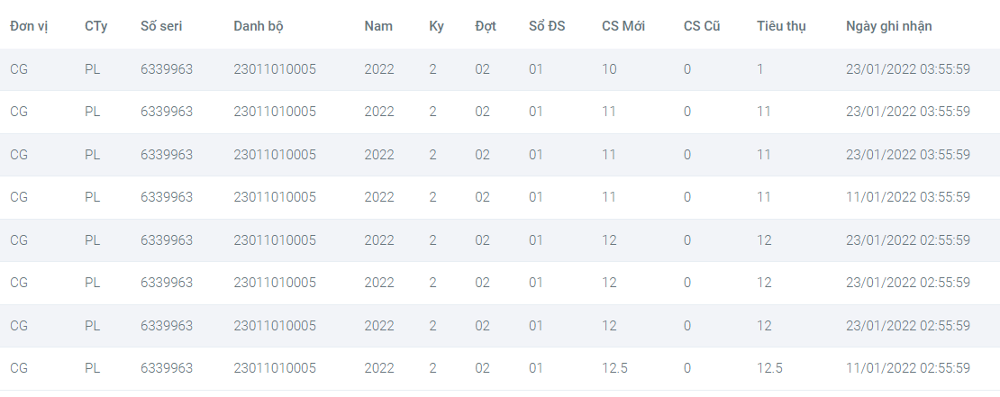 Đơn vị CTy Số seri Danh bộ Nam Ky Đợt Sổ ĐS CS Mới CS Cũ Tiêu thụ Ngày ghi nhận
CG PL 6339963 23011010005 2022 2 02 01 10 0 1 23/01/2022 03:55:59
CG PL 6339963 23011010005 2022 2 02 01 11 0 11 23/01/2022 03:55:59
CG PL 6339963 23011010005 2022 2 02 01 11 0 11 23/01/2022 03:55:59
CG PL 6339963 23011010005 2022 2 02 01 11 0 11 11/01/2022 03:55:59
CG PL 6339963 23011010005 2022 2 02 01 12 0 12 23/01/2022 02:55:59
CG PL 6339963 23011010005 2022 2 02 01 12 0 12 23/01/2022 02:55:59
CG PL 6339963 23011010005 2022 2 02 01 12 0 12 23/01/2022 02:55:59
CG PL 6339963 23011010005 2022 2 02 01 12.5 0 12.5 11/01/2022 02:55:59